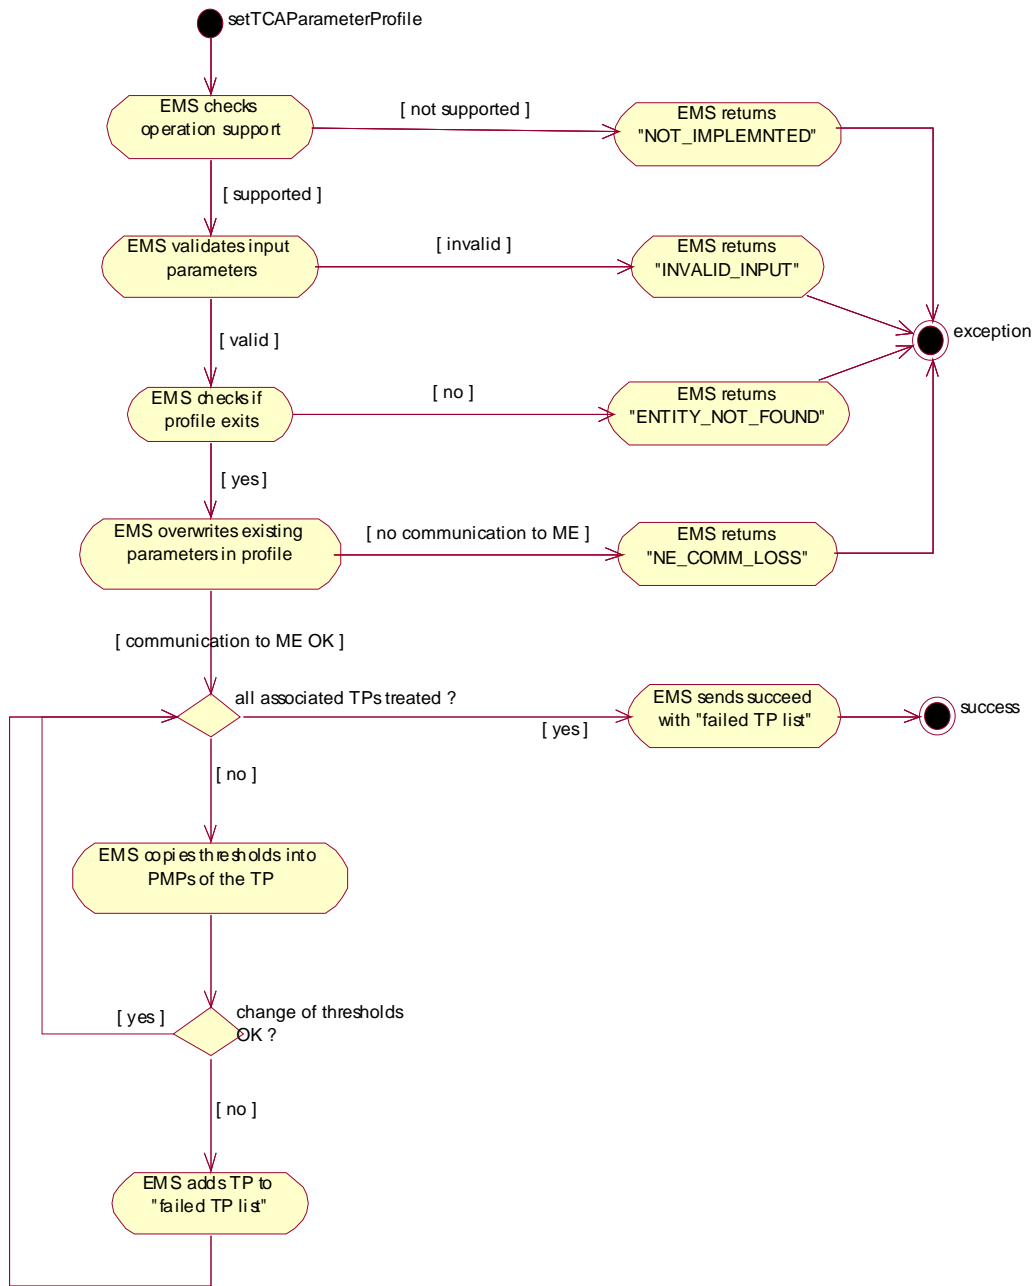 setTCAParameterProfile
EMS checks
operation support
[ not supported ]
EMS returns
"NOT_IMPLEMNTED"
[ supported ]
EMS validates input
parameters
[ invalid ]
EMS returns
"INVALID_INPUT"
exception
[ valid ]
EMS checks if
profile exits
[ no ]
EMS returns
"ENTITY_NOT_FOUND"
[ yes ]
EMS overwrites existing
parameters in profile
[ no communication to ME ]
EMS returns
"NE_COMM_LOSS"
[ communication to ME OK ]
all associated TPs treated ?
[ yes ]
EMS sends succeed
with "failed TP list"
success
[ no ]
EMS copies thresholds into
PMPs of the TP
[ yes ]
change of thresholds
OK ?
[ no ]
EMS adds TP to
"failed TP list"